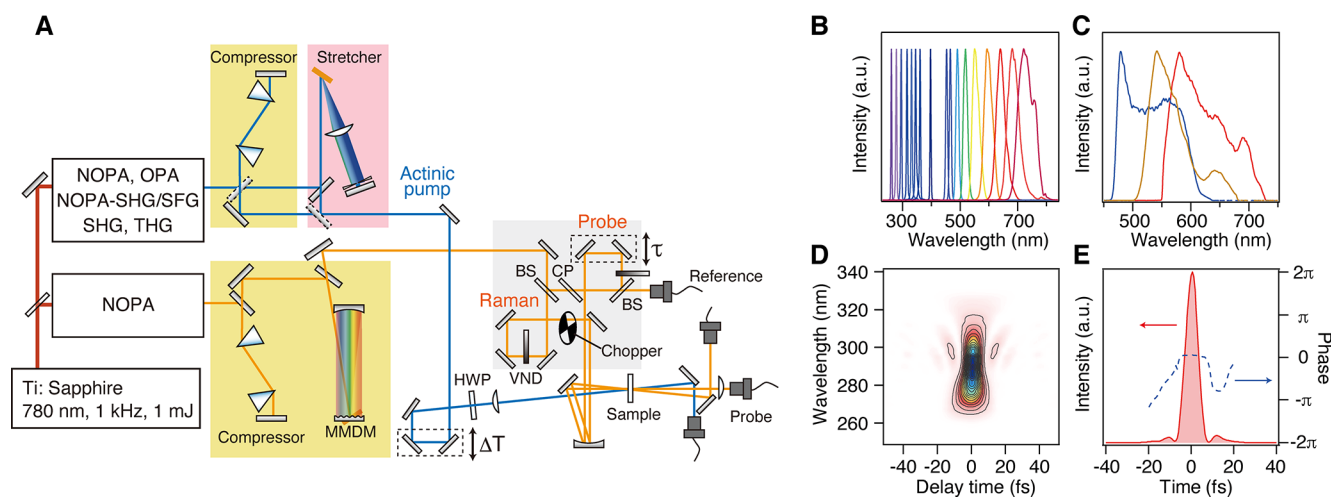 A
Compressor
Stretcher
NOPA, OPA
NOPA-SHG/SFG
SHG, THG
Actinic
pump
NOPA
Ti: Sapphire
780 nm, 1 kHz, 1 mJ
Compressor
MMDM
Probe
τ
BS
CP
BS
Reference
Raman
Chopper
VND
HWP
Sample
Probe
ΔT
B
Intensity (a.u.)
300
500
700
Wavelength (nm)
C
Intensity (a.u.)
500
600
700
Wavelength (nm)
D
Wavelength (nm)
340
320
300
280
260
-40
-20
0
20
40
Delay time (fs)
E
Intensity (a.u.)
2π
π
0
-π
-2π
Phase
-40
-20
0
20
40
Time (fs)